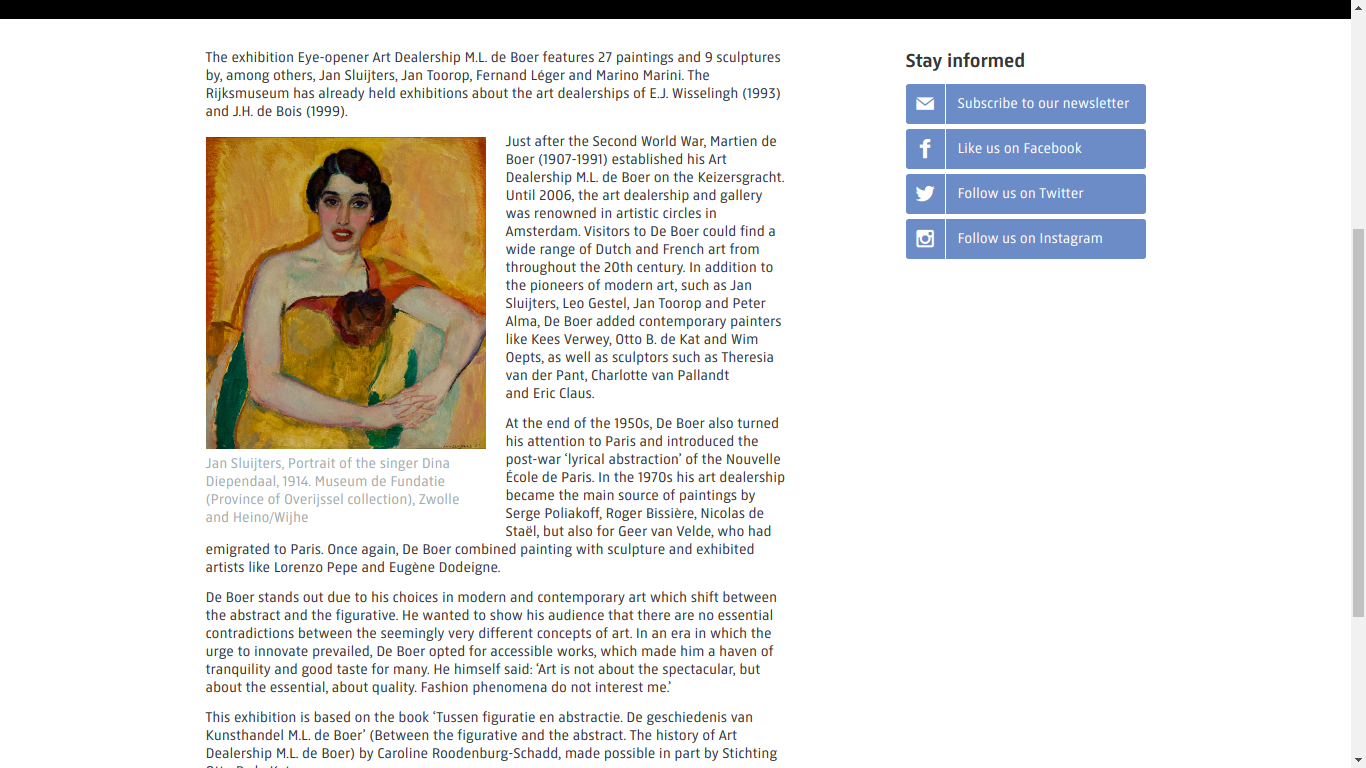 The exhibition Eye-opener Art Dealership M.L. de Boer features 27 paintings and 9 sculptures
by, among others, Jan Sluijters, Jan Toorop, Fernand Léger and Marino Marini. The
Rijksmuseum has already held exhibitions about the art dealerships of E.J. Wisselingh (1993)
and J.H. de Bois (1999).
Just after the Second World War, Martien de
Boer (1907-1991) established his Art
Dealership M.L. de Boer on the Keizersgracht.
Until 2006, the art dealership and gallery
was renowned in artistic circles in
Amsterdam. Visitors to De Boer could find a
wide range of Dutch and French art from
throughout the 20th century. In addition to
the pioneers of modern art, such as Jan
Sluijters, Leo Gestel, Jan Toorop and Peter
Alma, De Boer added contemporary painters
like Kees Verwey, Otto B. de Kat and Wim
Oepts, as well as sculptors such as Theresia
van der Pant, Charlotte van Pallandt
and Eric Claus.
Jan Sluijters, Portrait of the singer Dina
Diependaal, 1914. Museum de Fundatie
(Province of Overijssel collection), Zwolle
and Heino/Wijhe
At the end of the 1950s, De Boer also turned
his attention to Paris and introduced the
post-war ‘lyrical abstraction’ of the Nouvelle
École de Paris. In the 1970s his art dealership
became the main source of paintings by
Serge Poliakoff, Roger Bissière, Nicolas de
Staël, but also for Geer van Velde, who had
emigrated to Paris. Once again, De Boer combined painting with sculpture and exhibited
artists like Lorenzo Pepe and Eugène Dodeigne.
De Boer stands out due to his choices in modern and contemporary art which shift between
the abstract and the figurative. He wanted to show his audience that there are no essential
contradictions between the seemingly very different concepts of art. In an era in which the
urge to innovate prevailed, De Boer opted for accessible works, which made him a haven of
tranquility and good taste for many. He himself said: ‘Art is not about the spectacular, but
about the essential, about quality. Fashion phenomena do not interest me.’
This exhibition is based on the book ‘Tussen figuratie en abstractie. De geschiedenis van
Kunsthandel M.L. de Boer’ (Between the figurative and the abstract. The history of Art
Dealership M.L. de Boer) by Caroline Roodenburg-Schadd, made possible in part by Stichting
Stay informed
Subscribe to our newsletter
Like us on Facebook
Follow us on Twitter
Follow us on Instagram